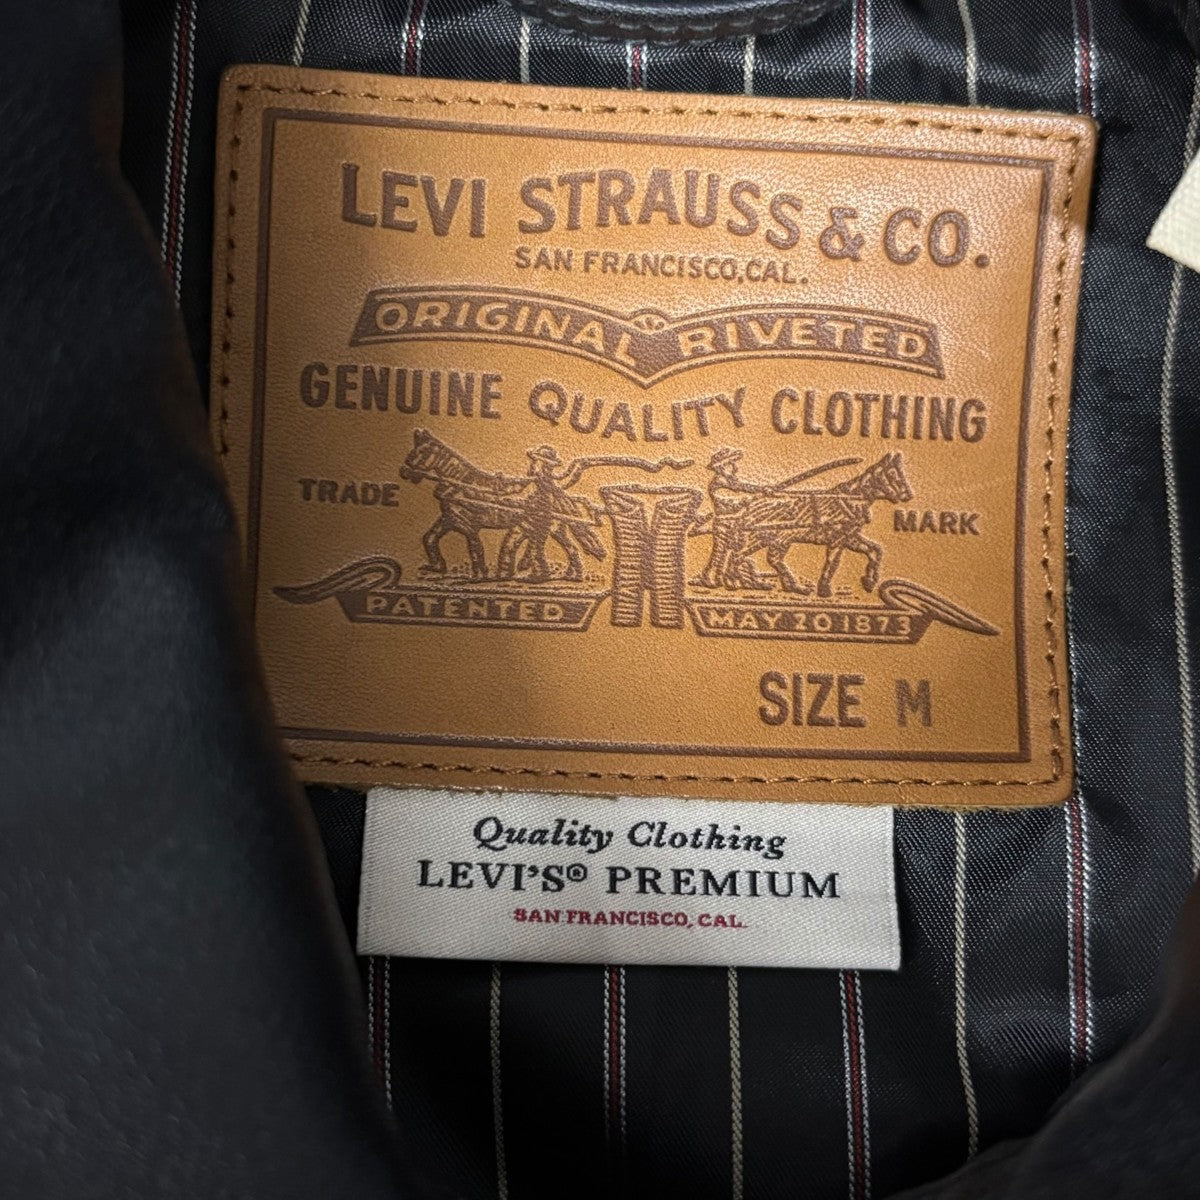 LEVI STRAUSS & CO.
SAN FRANCISCO, CAL.
ORIGINAL RIVETED
GENUINE QUALITY CLOTHING
TRADE MARK
PATENTED MAY 20 1873
SIZE M
Quality Clothing
LEVI'S® PREMIUM
SAN FRANCISCO, CAL.